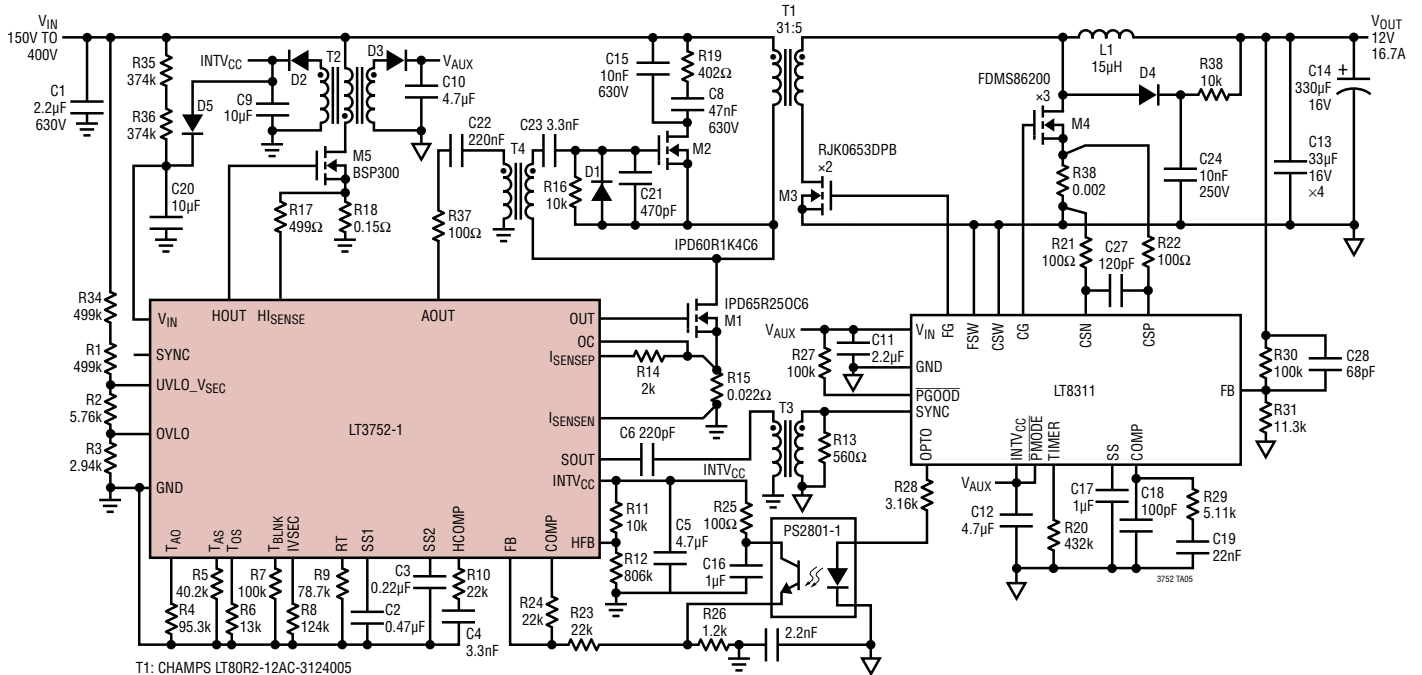 VIN
150V TO
400V
C1
2.2µF
630V
R35
374k
R36
374k
C20
10µF
D5
INTVCC
D2
C9
10µF
T2
D3
VAUX
C10
4.7µF
M5
BSP300
R17
499Ω
R18
0.15Ω
C22
220nF
R37
100Ω
T4
C23 3.3nF
R16
10k
D1
C21
470pF
C15
10nF
630V
R19
402Ω
C8
47nF
630V
M2
IPD60R1K4C6
T1
31:5
RJK0653DPB
×2
M3
FDMS86200
×3
M4
L1
15µH
D4
R38
10k
R38
0.002
C24
10nF
250V
C14
330µF
16V
+
C13
33µF
16V
×4
VOUT
12V
16.7A
R21
100Ω
C27
120pF
R22
100Ω
R34
499k
R1
499k
R2
5.76k
R3
2.94k
VIN
SYNC
UVLO_VSEC
OVLO
GND
HOUT
HISENSE
AOUT
LT3752-1
OUT
OC
ISENSEP
ISENSEN
SOUT
INTVCC
HFB
TAO
TAS
TOS
TBLNK
IVSEC
RT
SS1
SS2
HCOMP
FB
COMP
IPD65R25OC6
M1
R14
2k
R15
0.022Ω
C6 220pF
T3
R13
560Ω
INTVCC
R11
10k
R12
806k
C5
4.7µF
R25
100Ω
C16
1µF
PS2801-1
R28
3.16k
VAUX
R27
100k
C11
2.2µF
VIN
GND
PGOOD
SYNC
OPTO
FG
FSW
CSW
CG
CSN
CSP
LT8311
FB
INTVCC
PMODE
TIMER
SS
COMP
R30
100k
C28
68pF
R31
11.3k
VAUX
C12
4.7µF
R20
432k
C17
1µF
C18
100pF
R29
5.11k
C19
22nF
3752 TA05
R4
95.3k
R5
40.2k
R6
13k
R7
100k
R8
124k
R9
78.7k
C2
0.47µF
C3
0.22µF
R10
22k
C4
3.3nF
R24
22k
R23
22k
R26
1.2k
2.2nF
T1: CHAMPS LT80R2-12AC-3124005